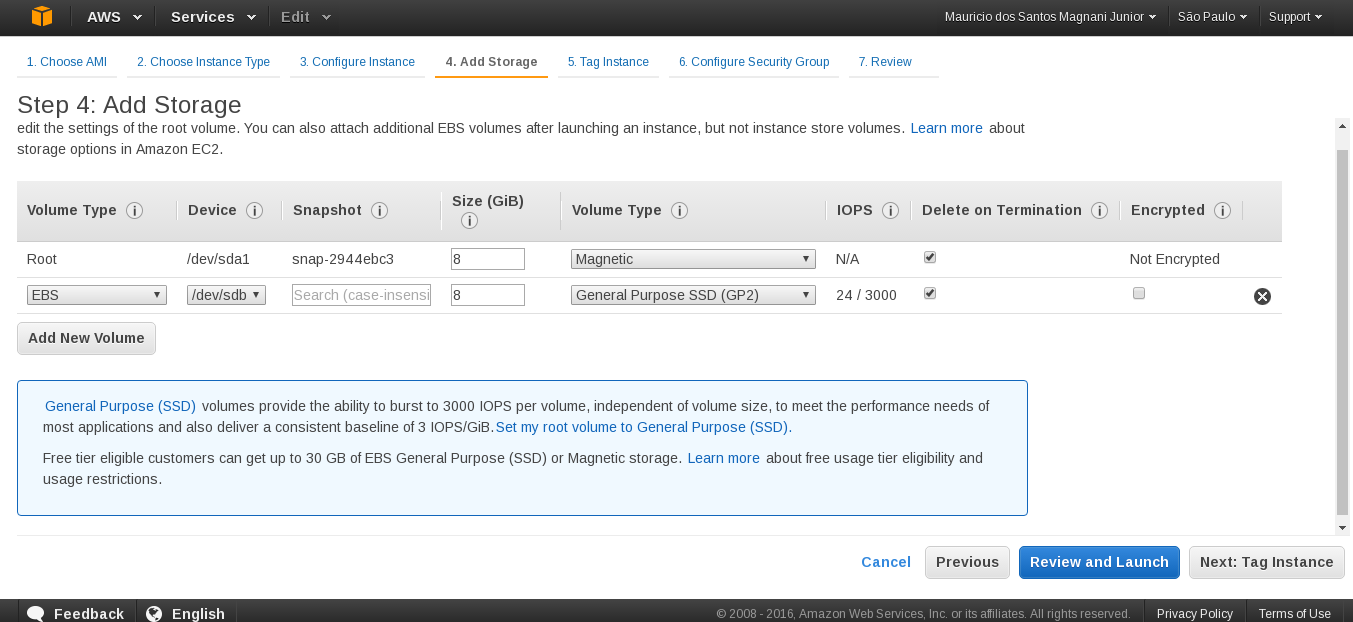 AWS Services Edit Mauricio dos Santos Magnani Junior São Paulo Support
1. Choose AMI 2. Choose Instance Type 3. Configure Instance 4. Add Storage 5. Tag Instance 6. Configure Security Group 7. Review
Step 4: Add Storage
edit the settings of the root volume. You can also attach additional EBS volumes after launching an instance, but not instance store volumes. Learn more about
storage options in Amazon EC2.
Volume Type Device Snapshot Size (GiB) Volume Type IOPS Delete on Termination Encrypted
Root /dev/sda1 snap-2944ebc3 8 Magnetic N/A Not Encrypted
EBS /dev/sdb Search (case-insensi 8 General Purpose SSD (GP2) 24 / 3000
Add New Volume
General Purpose (SSD) volumes provide the ability to burst to 3000 IOPS per volume, independent of volume size, to meet the performance needs of
most applications and also deliver a consistent baseline of 3 IOPS/GiB. Set my root volume to General Purpose (SSD).
Free tier eligible customers can get up to 30 GB of EBS General Purpose (SSD) or Magnetic storage. Learn more about free usage tier eligibility and
usage restrictions.
Cancel Previous Review and Launch Next: Tag Instance
Feedback English © 2008 - 2016, Amazon Web Services, Inc. or its affiliates. All rights reserved. Privacy Policy Terms of Use